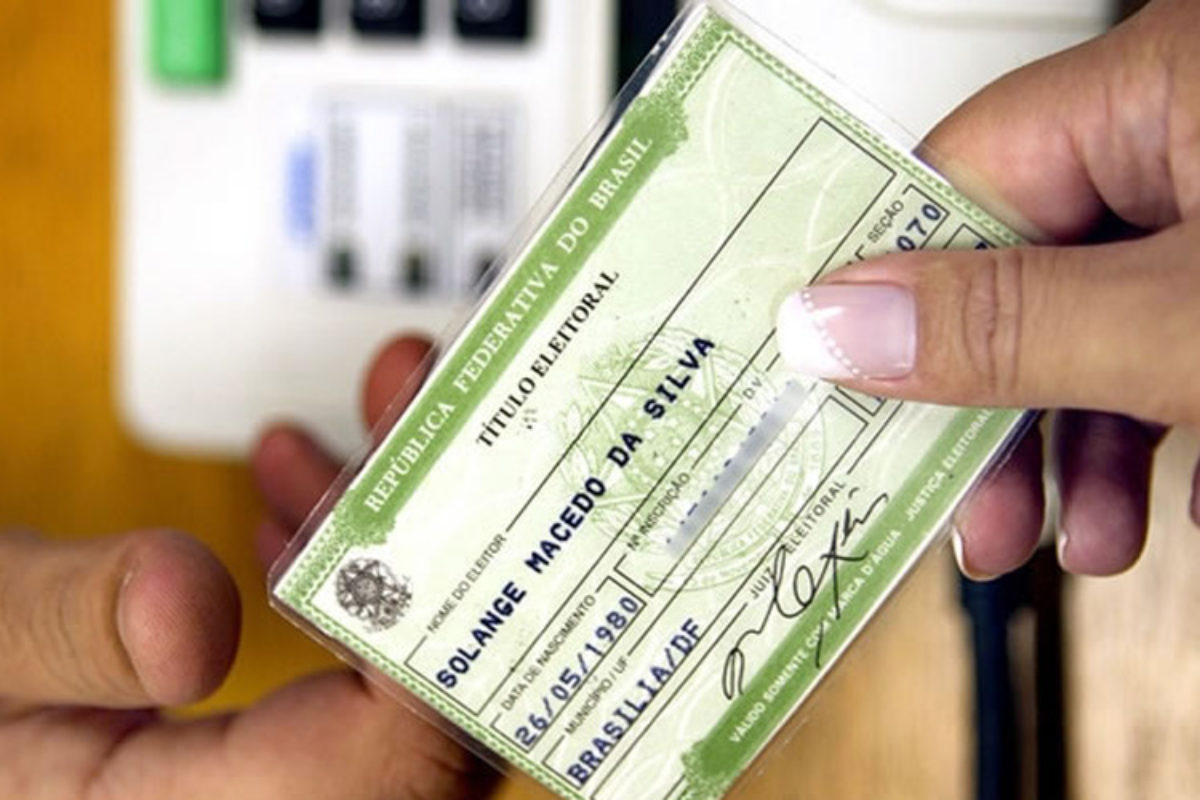 REPÚBLICA FEDERATIVA DO BRASIL
TÍTULO ELEITORAL
NOME DO ELEITOR
SOLANGE MACEDO DA SILVA
DATA DE NASCIMENTO
26/05/1980
Nº INSCRIÇÃO
D.V.
SEÇÃO
070
MUNICÍPIO / UF
BRASILIA/DF
JUIZ ELEITORAL
VÁLIDO SOMENTE COM MARCA D'ÁGUA JUSTIÇA ELEITORAL